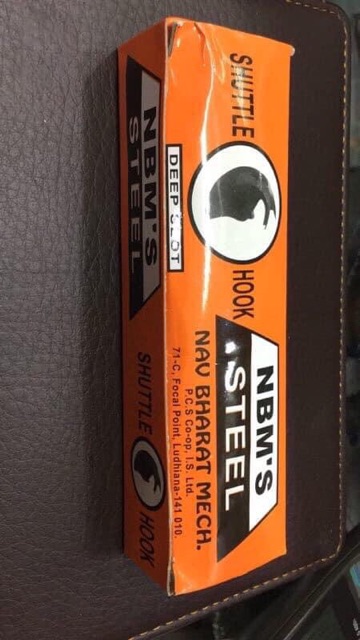 SHUTTLE HOOK
DEEP SLOT
NBM'S
STEEL
NAV BHARAT MECH.
P.C.S Co-op, I.S. Ltd.
71-C, Focal Point, Ludhiana-141 010.
NBM'S
STEEL
SHUTTLE HOOK